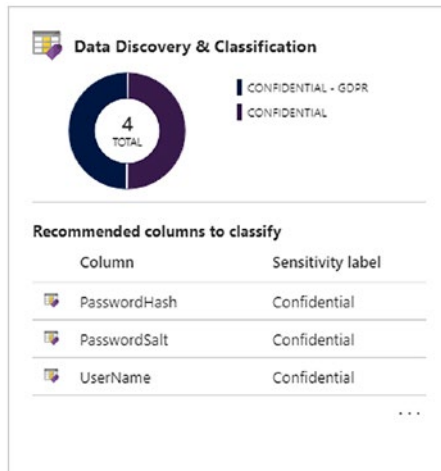 Data Discovery & Classification
4
TOTAL
CONFIDENTIAL - GDPR
CONFIDENTIAL
Recommended columns to classify
Column Sensitivity label
PasswordHash Confidential
PasswordSalt Confidential
UserName Confidential
...